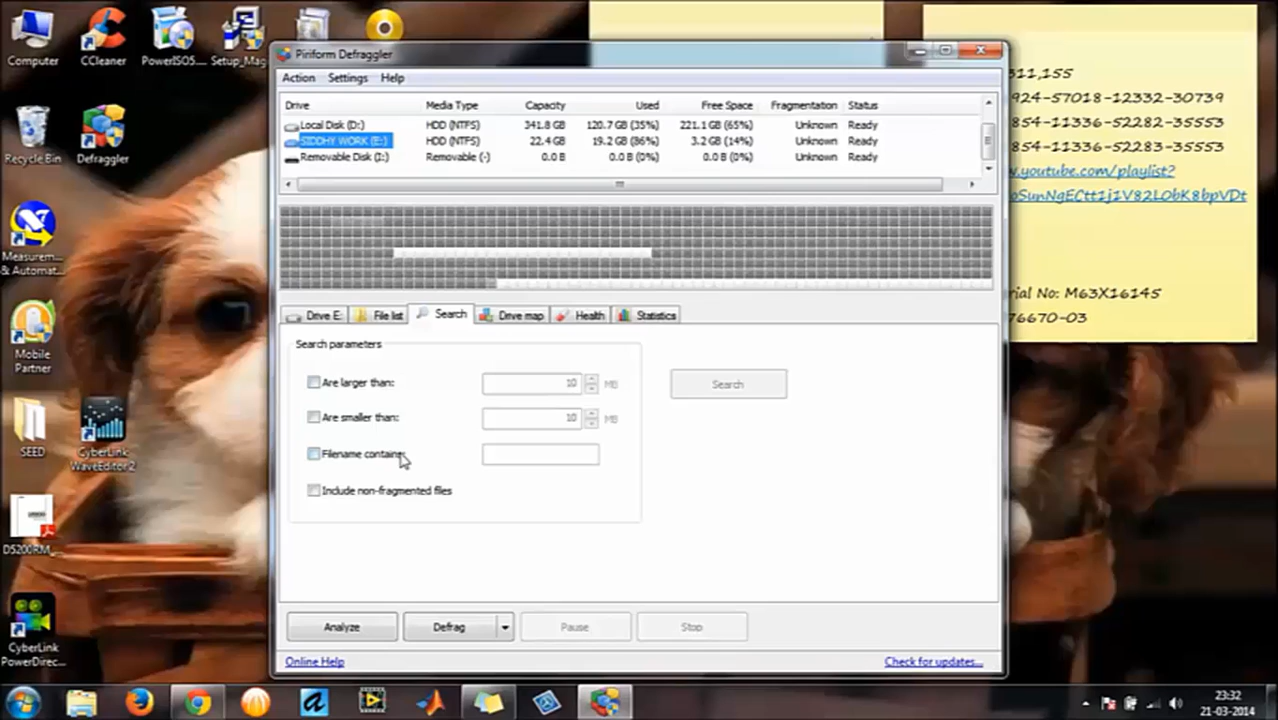 Computer
CCleaner
PowerISO5....
Setup_Mag
Recycle Bin
Defraggler
Measurem...
& Automat...
Mobile
Partner
SEED
CyberLink
WaveEditor2
DS200RM_...
CyberLink
PowerDirec...
Piriform Defraggler
Action Settings Help
Drive Media Type Capacity Used Free Space Fragmentation Status
Local Disk (D:) HDD (NTFS) 341.8 GB 120.7 GB (35%) 221.1 GB (65%) Unknown Ready
SIDDHY WORK (E:) HDD (NTFS) 22.4 GB 19.2 GB (86%) 3.2 GB (14%) Unknown Ready
Removable Disk (I:) Removable (-) 0.0 B 0.0 B (0%) 0.0 B (0%) Unknown Ready
Drive E: File list Search Drive map Health Statistics
Search parameters
Are larger than: 10 MB
Search
Are smaller than: 10 MB
Filename contains:
Include non-fragmented files
Analyze Defrag Pause Stop
Online Help Check for updates...
311,155
924-57018-12332-30739
854-11336-52282-35553
854-11336-52283-35553
w.youtube.com/playlist?
oSunNgECtt1j1V82L0bK8bpVDt
rial No: M63X16145
76670-03
23:32
21-03-2014